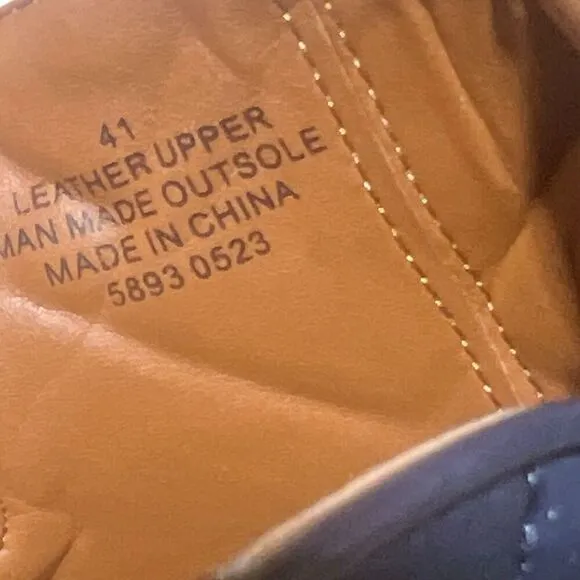 41
LEATHER UPPER
MAN MADE OUTSOLE
MADE IN CHINA
5893 0523